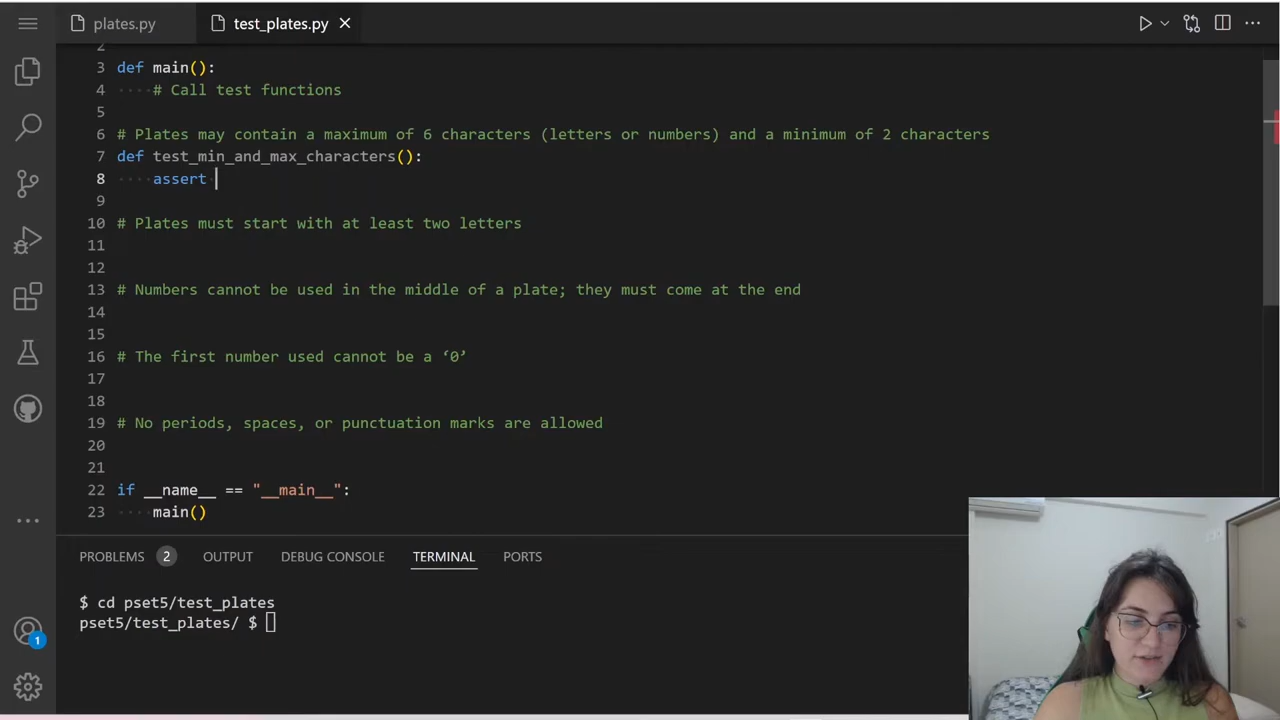 plates.py
test_plates.py
2
3 def main():
4 # Call test functions
5
6 # Plates may contain a maximum of 6 characters (letters or numbers) and a minimum of 2 characters
7 def test_min_and_max_characters():
8 assert
9
10 # Plates must start with at least two letters
11
12
13 # Numbers cannot be used in the middle of a plate; they must come at the end
14
15
16 # The first number used cannot be a ‘0’
17
18
19 # No periods, spaces, or punctuation marks are allowed
20
21
22 if __name__ == "__main__":
23 main()
PROBLEMS 2 OUTPUT DEBUG CONSOLE TERMINAL PORTS
$ cd pset5/test_plates
pset5/test_plates/ $
1